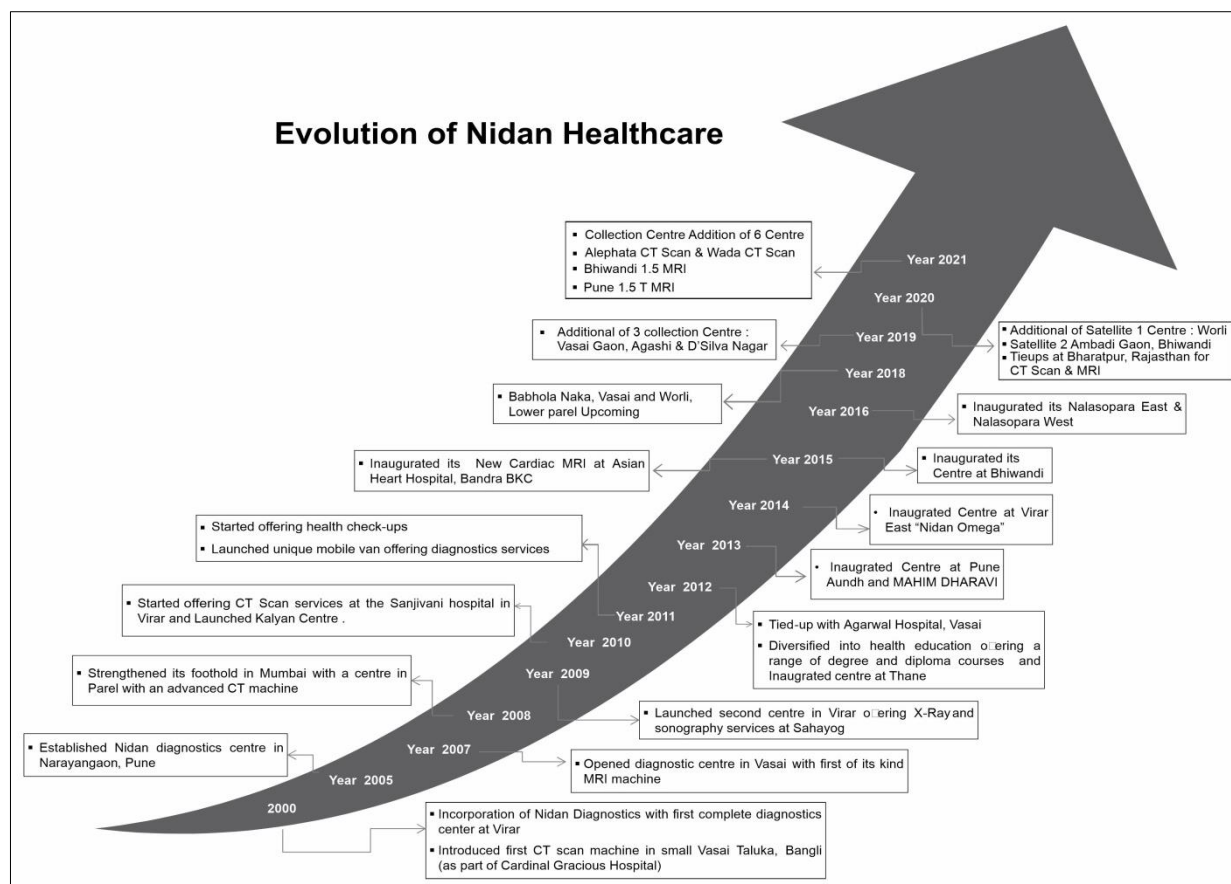 Evolution of Nidan Healthcare
▪ Collection Centre Addition of 6 Centre
▪ Alephata CT Scan & Wada CT Scan
▪ Bhiwandi 1.5 MRI
▪ Pune 1.5 T MRI
Year 2021
Year 2020
▪ Additional of Satellite 1 Centre : Worli
▪ Satellite 2 Ambadi Gaon, Bhiwandi
▪ Tieups at Bharatpur, Rajasthan for
CT Scan & MRI
▪ Additional of 3 collection Centre :
Vasai Gaon, Agashi & D'Silva Nagar
Year 2019
Year 2018
▪ Babhola Naka, Vasai and Worli,
Lower parel Upcoming
Year 2016
▪ Inaugurated its Nalasopara East &
Nalasopara West
▪ Inaugurated its New Cardiac MRI at Asian
Heart Hospital, Bandra BKC
Year 2015
▪ Inaugurated its
Centre at Bhiwandi
Year 2014
• Inaugrated Centre at Virar
East “Nidan Omega”
▪ Started offering health check-ups
▪ Launched unique mobile van offering diagnostics services
Year 2013
• Inaugrated Centre at Pune
Aundh and MAHIM DHARAVI
Year 2012
▪ Started offering CT Scan services at the Sanjivani hospital in
Virar and Launched Kalyan Centre .
Year 2011
▪ Tied-up with Agarwal Hospital, Vasai
▪ Diversified into health education o□ering a
range of degree and diploma courses and
Inaugrated centre at Thane
Year 2010
▪ Strengthened its foothold in Mumbai with a centre in
Parel with an advanced CT machine
Year 2009
Year 2008
▪ Launched second centre in Virar o□ering X-Ray and
sonography services at Sahayog
▪ Established Nidan diagnostics centre in
Narayangaon, Pune
Year 2007
▪ Opened diagnostic centre in Vasai with first of its kind
MRI machine
Year 2005
2000
▪ Incorporation of Nidan Diagnostics with first complete diagnostics
center at Virar
▪ Introduced first CT scan machine in small Vasai Taluka, Bangli
(as part of Cardinal Gracious Hospital)